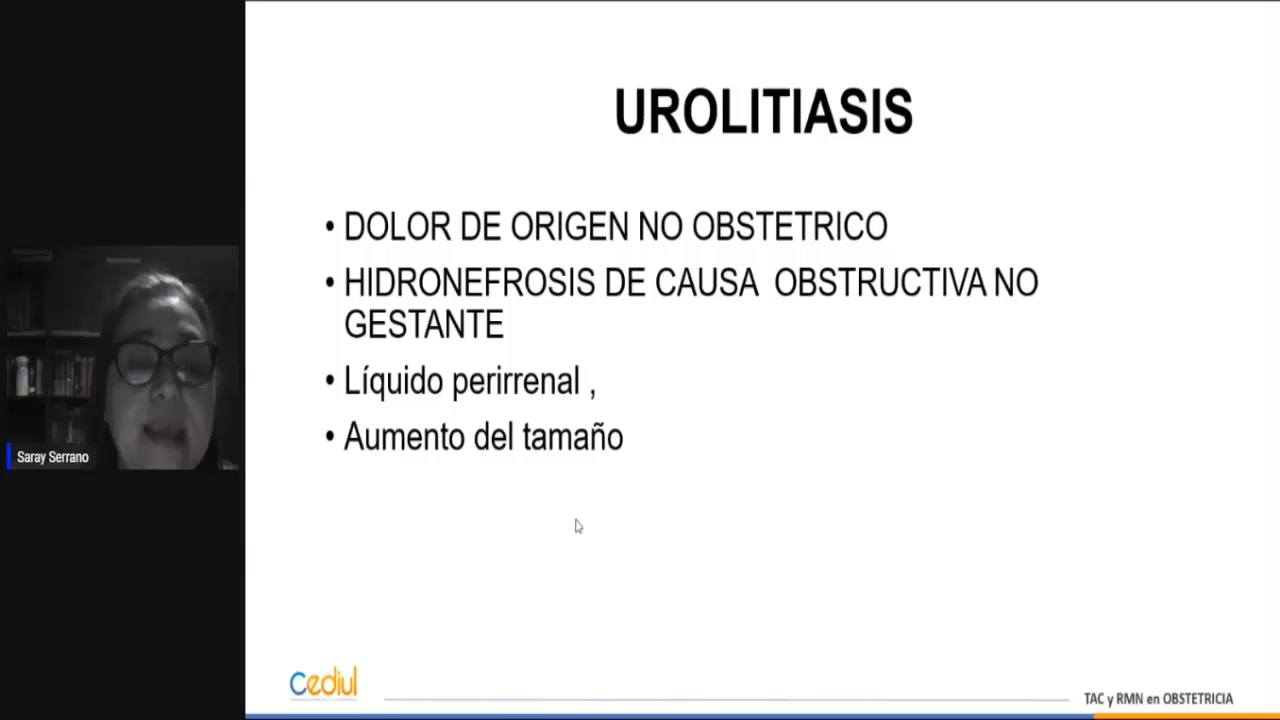 UROLITIASIS
• DOLOR DE ORIGEN NO OBSTETRICO
• HIDRONEFROSIS DE CAUSA  OBSTRUCTIVA NO
GESTANTE
• Líquido perirrenal ,
• Aumento del tamaño
Saray Serrano
Cediul
TAC y RMN en OBSTETRICIA